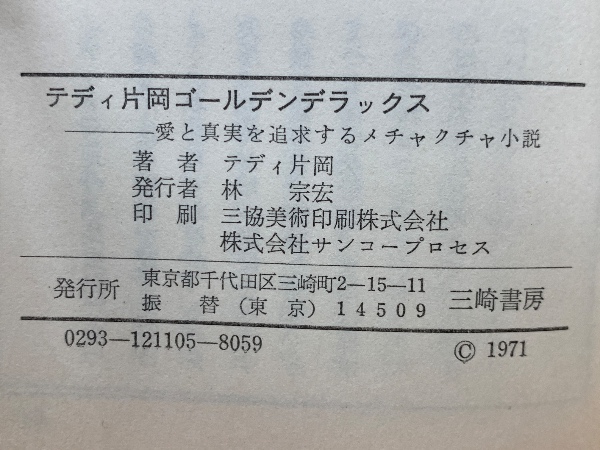 テディ片岡ゴールデンデラックス
――――愛と真実を追求するメチャクチャ小説
著者 テディ片岡
発行者 林 宗宏
印刷 三協美術印刷株式会社
株式会社サンコープロセス
発行所 東京都千代田区三崎町2―15―11
振替(東京)14509 三崎書房
0293―121105―8059 © 1971